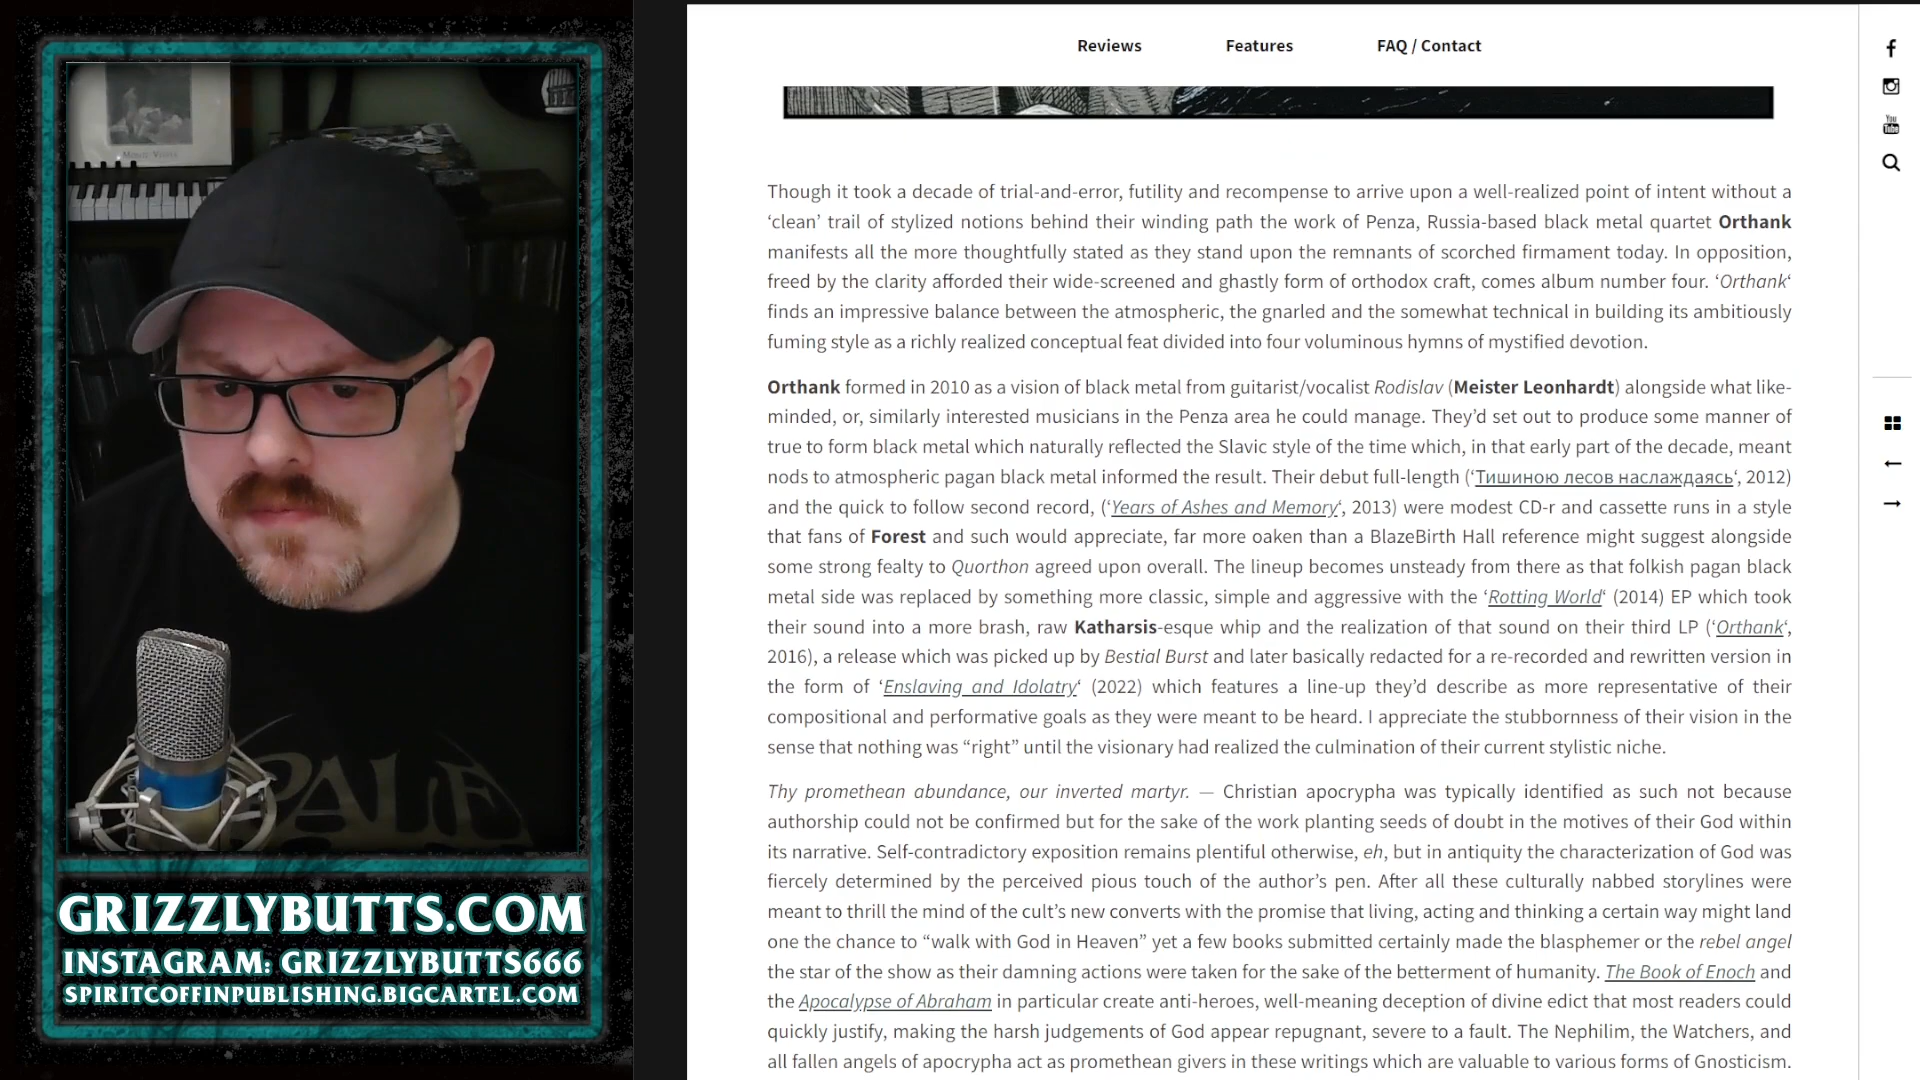 MUSIC VISION
PALE
GRIZZLYBUTTS.COM
INSTAGRAM: GRIZZLYBUTTS666
SPIRITCOFFINPUBLISHING.BIGCARTEL.COM
Reviews Features FAQ / Contact
You
Tube
Though it took a decade of trial-and-error, futility and recompense to arrive upon a well-realized point of intent without a
‘clean’ trail of stylized notions behind their winding path the work of Penza, Russia-based black metal quartet Orthank
manifests all the more thoughtfully stated as they stand upon the remnants of scorched firmament today. In opposition,
freed by the clarity afforded their wide-screened and ghastly form of orthodox craft, comes album number four. ‘Orthank‘
finds an impressive balance between the atmospheric, the gnarled and the somewhat technical in building its ambitiously
fuming style as a richly realized conceptual feat divided into four voluminous hymns of mystified devotion.
Orthank formed in 2010 as a vision of black metal from guitarist/vocalist Rodislav (Meister Leonhardt) alongside what like-
minded, or, similarly interested musicians in the Penza area he could manage. They’d set out to produce some manner of
true to form black metal which naturally reflected the Slavic style of the time which, in that early part of the decade, meant
nods to atmospheric pagan black metal informed the result. Their debut full-length (‘Тишиною лесов наслаждаясь‘, 2012)
and the quick to follow second record, (‘Years of Ashes and Memory‘, 2013) were modest CD-r and cassette runs in a style
that fans of Forest and such would appreciate, far more oaken than a BlazeBirth Hall reference might suggest alongside
some strong fealty to Quorthon agreed upon overall. The lineup becomes unsteady from there as that folkish pagan black
metal side was replaced by something more classic, simple and aggressive with the ‘Rotting World‘ (2014) EP which took
their sound into a more brash, raw Katharsis-esque whip and the realization of that sound on their third LP (‘Orthank‘,
2016), a release which was picked up by Bestial Burst and later basically redacted for a re-recorded and rewritten version in
the form of ‘Enslaving and Idolatry‘ (2022) which features a line-up they’d describe as more representative of their
compositional and performative goals as they were meant to be heard. I appreciate the stubbornness of their vision in the
sense that nothing was “right” until the visionary had realized the culmination of their current stylistic niche.
Thy promethean abundance, our inverted martyr. — Christian apocrypha was typically identified as such not because
authorship could not be confirmed but for the sake of the work planting seeds of doubt in the motives of their God within
its narrative. Self-contradictory exposition remains plentiful otherwise, eh, but in antiquity the characterization of God was
fiercely determined by the perceived pious touch of the author’s pen. After all these culturally nabbed storylines were
meant to thrill the mind of the cult’s new converts with the promise that living, acting and thinking a certain way might land
one the chance to “walk with God in Heaven” yet a few books submitted certainly made the blasphemer or the rebel angel
the star of the show as their damning actions were taken for the sake of the betterment of humanity. The Book of Enoch and
the Apocalypse of Abraham in particular create anti-heroes, well-meaning deception of divine edict that most readers could
quickly justify, making the harsh judgements of God appear repugnant, severe to a fault. The Nephilim, the Watchers, and
all fallen angels of apocrypha act as promethean givers in these writings which are valuable to various forms of Gnosticism.